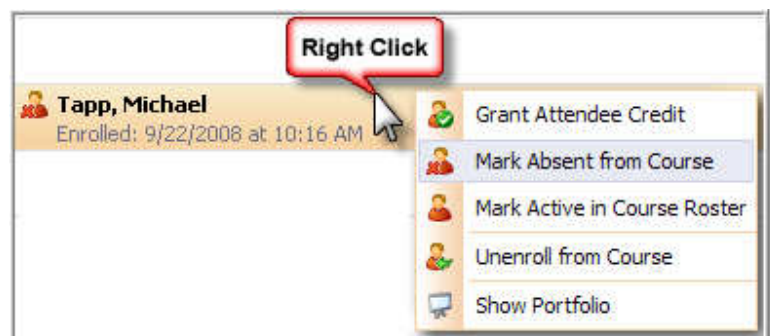 Right Click
Tapp, Michael
Enrolled: 9/22/2008 at 10:16 AM
Grant Attendee Credit
Mark Absent from Course
Mark Active in Course Roster
Unenroll from Course
Show Portfolio